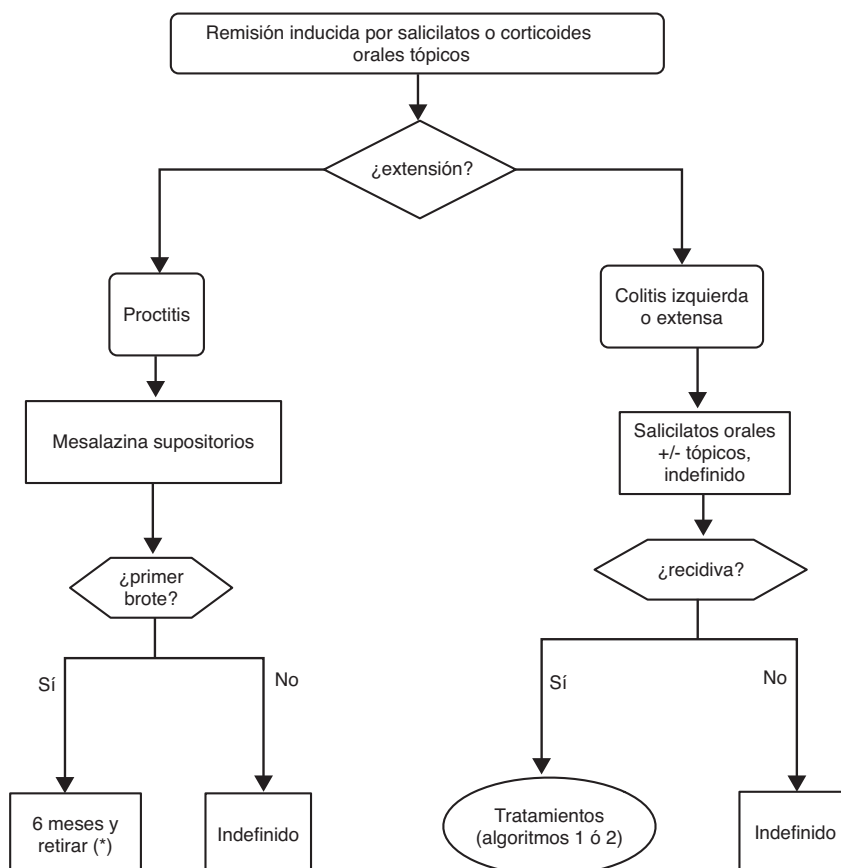 Remisión inducida por salicilatos o corticoides
orales tópicos
¿extensión?
Proctitis
Colitis izquierda
o extensa
Mesalazina supositorios
Salicilatos orales
+/- tópicos,
indefinido
¿primer
brote?
¿recidiva?
Sí
No
Sí
No
6 meses y
retirar (*)
Indefinido
Tratamientos
(algoritmos 1 ó 2)
Indefinido